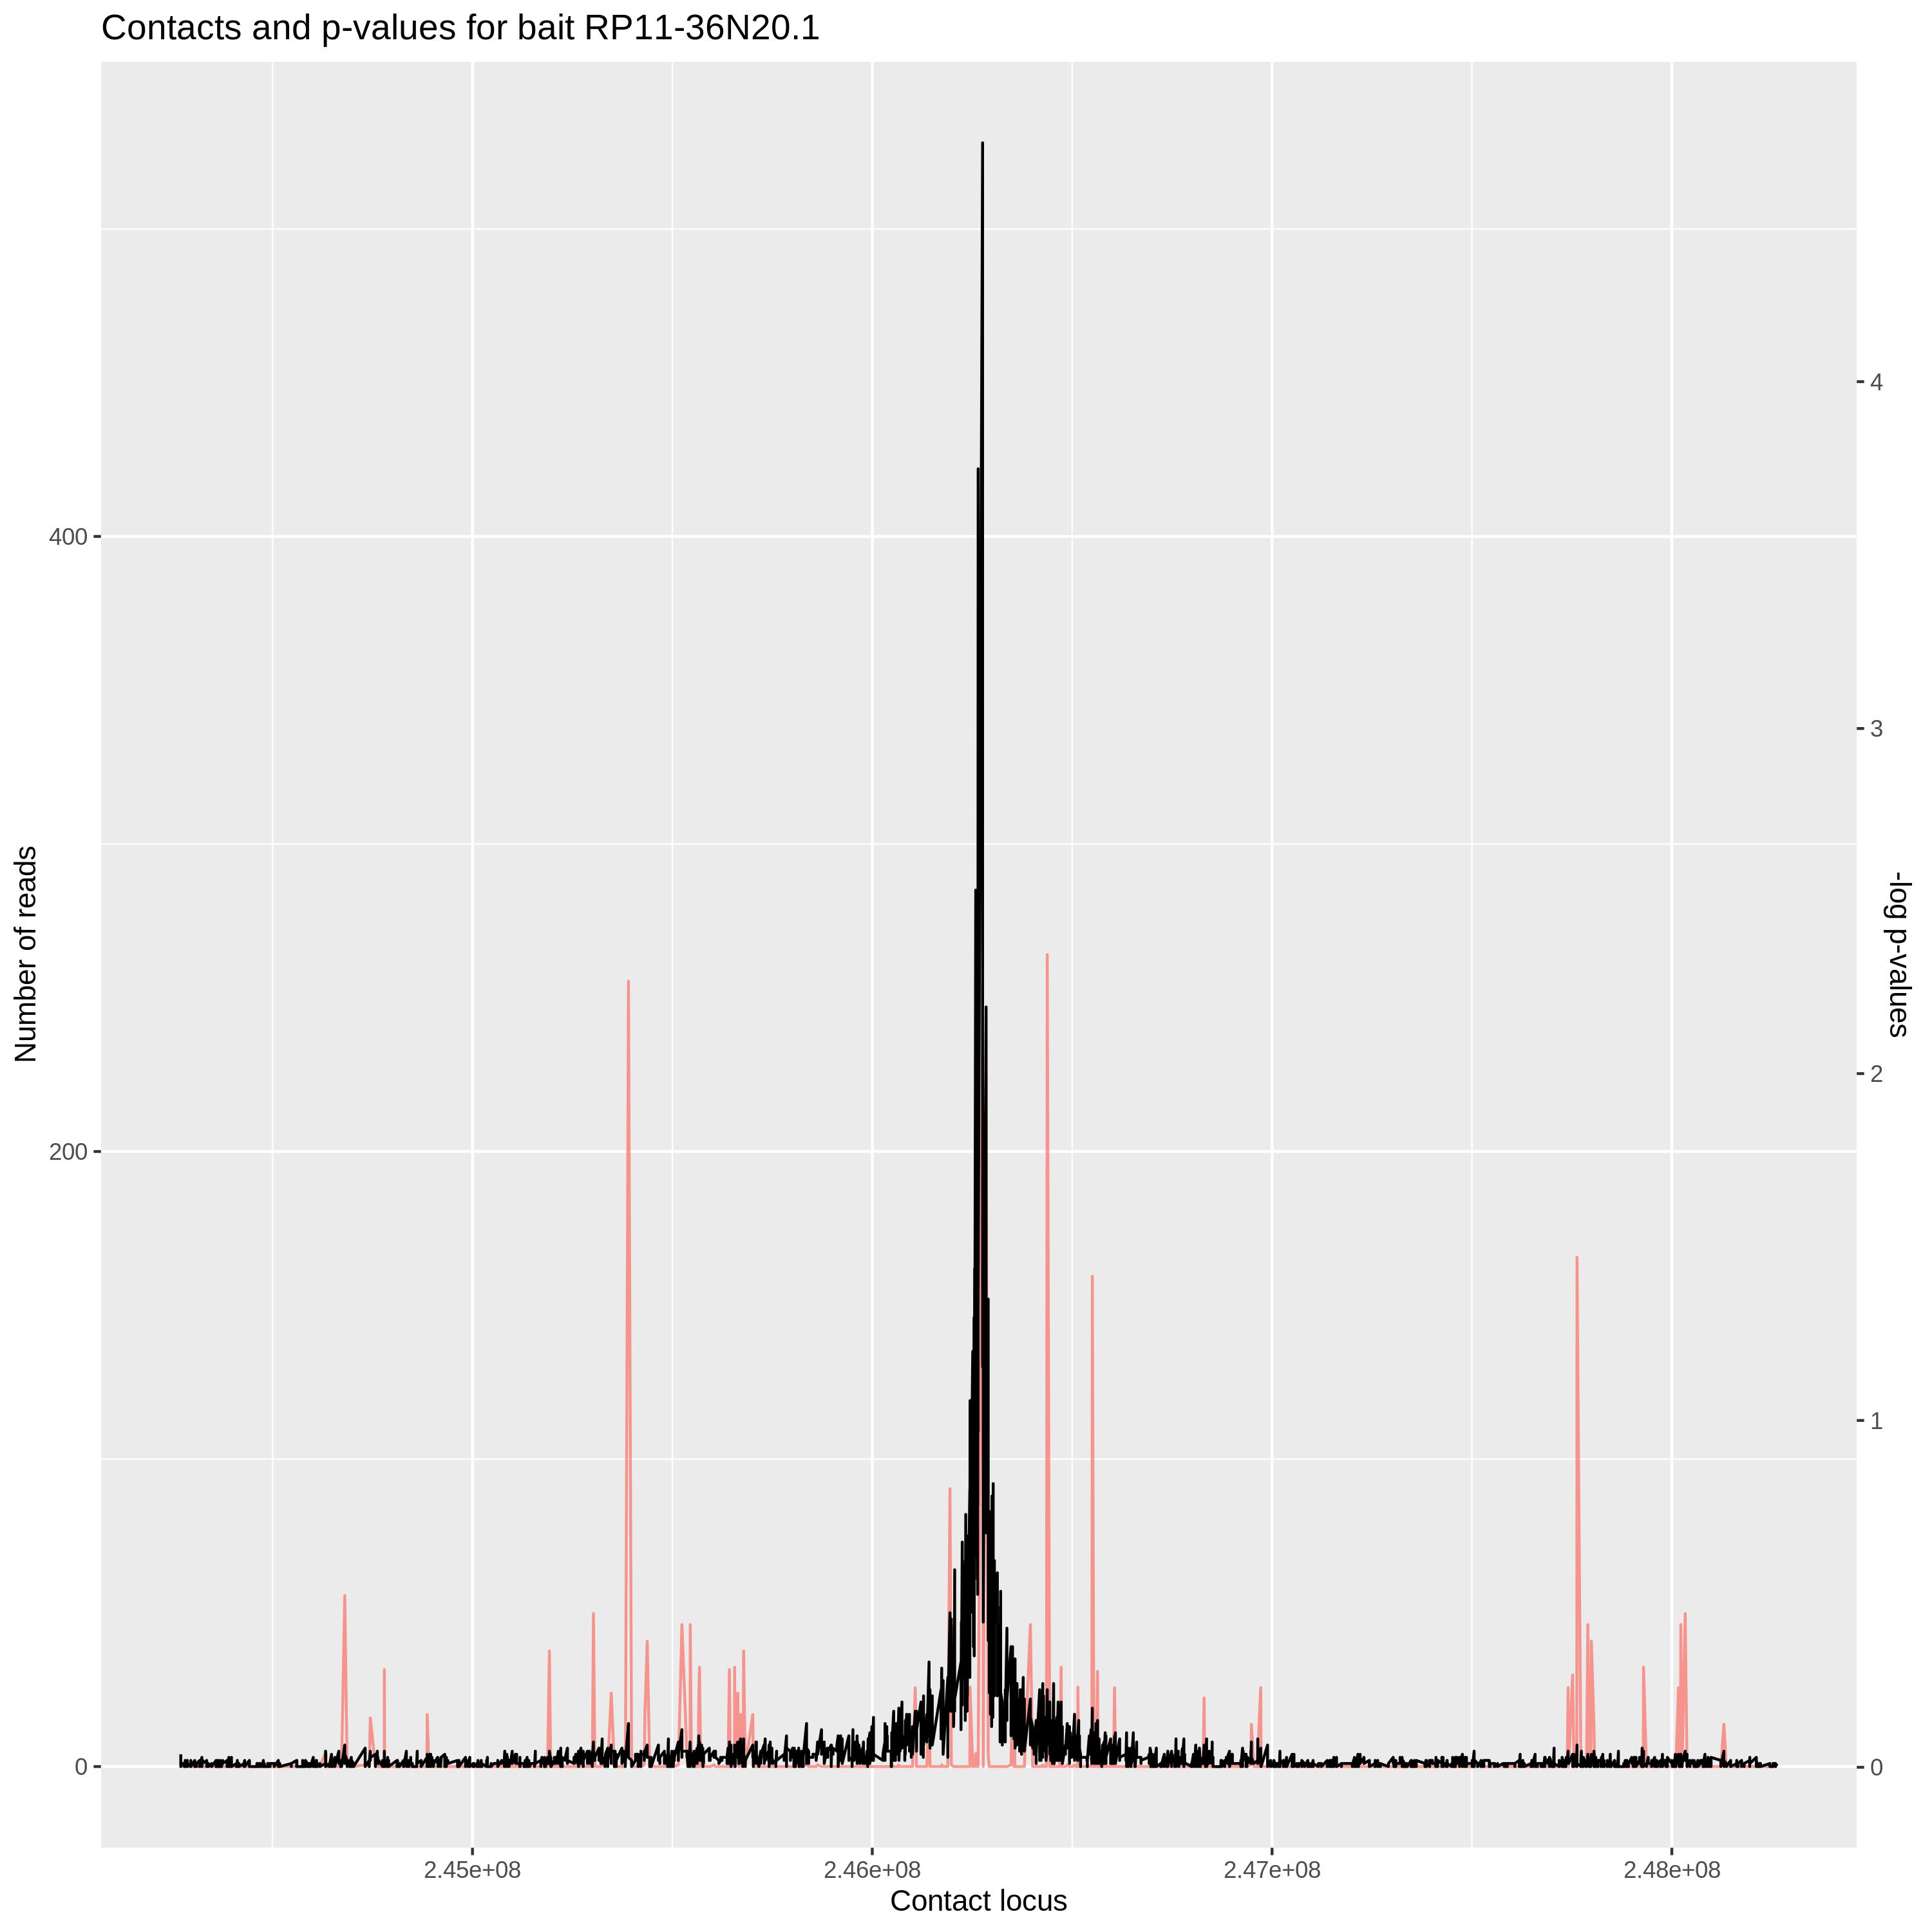 Contacts and p-values for bait RP11-36N20.1
Number of reads
400
200
0
4
3
2
1
0
-log p-values
2.45e+08 2.46e+08 2.47e+08 2.48e+08
Contact locus